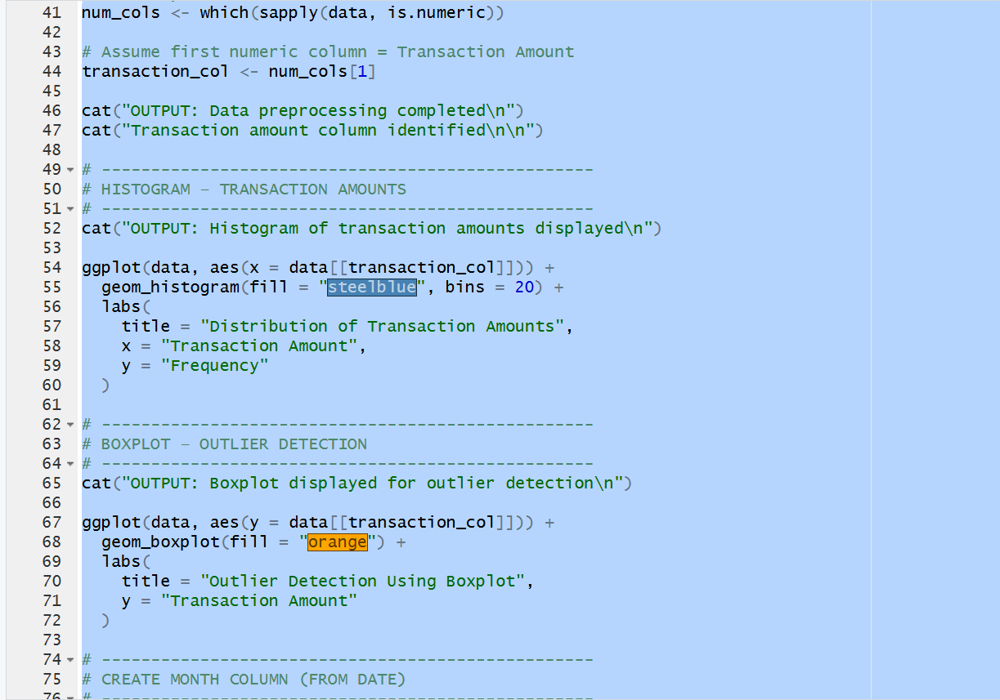 41 num_cols <- which(sapply(data, is.numeric))
42
43 # Assume first numeric column = Transaction Amount
44 transaction_col <- num_cols[1]
45
46 cat("OUTPUT: Data preprocessing completed\n")
47 cat("Transaction amount column identified\n\n")
48
49 # --------------------------------------------------
50 # HISTOGRAM – TRANSACTION AMOUNTS
51 # --------------------------------------------------
52 cat("OUTPUT: Histogram of transaction amounts displayed\n")
53
54 ggplot(data, aes(x = data[[transaction_col]])) +
55   geom_histogram(fill = "steelblue", bins = 20) +
56   labs(
57     title = "Distribution of Transaction Amounts",
58     x = "Transaction Amount",
59     y = "Frequency"
60   )
61
62 # --------------------------------------------------
63 # BOXPLOT – OUTLIER DETECTION
64 # --------------------------------------------------
65 cat("OUTPUT: Boxplot displayed for outlier detection\n")
66
67 ggplot(data, aes(y = data[[transaction_col]])) +
68   geom_boxplot(fill = "orange") +
69   labs(
70     title = "Outlier Detection Using Boxplot",
71     y = "Transaction Amount"
72   )
73
74 # --------------------------------------------------
75 # CREATE MONTH COLUMN (FROM DATE)
76 # --------------------------------------------------